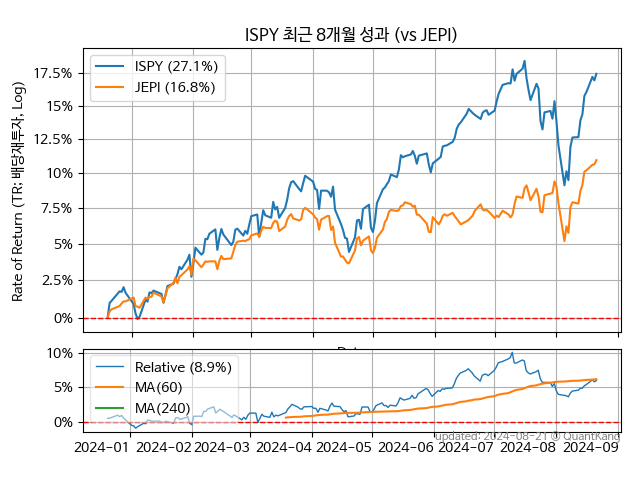 ISPY 최근 8개월 성과 (vs JEPI)
Rate of Return (TR; 배당재투자, Log)
17.5%
15%
12.5%
10%
7.5%
5%
2.5%
0%
ISPY (27.1%)
JEPI (16.8%)
10%
5%
0%
Relative (8.9%)
MA(60)
MA(240)
updated: 2024-08-21 @ QuantKang
2024-01 2024-02 2024-03 2024-04 2024-05 2024-06 2024-07 2024-08 2024-09